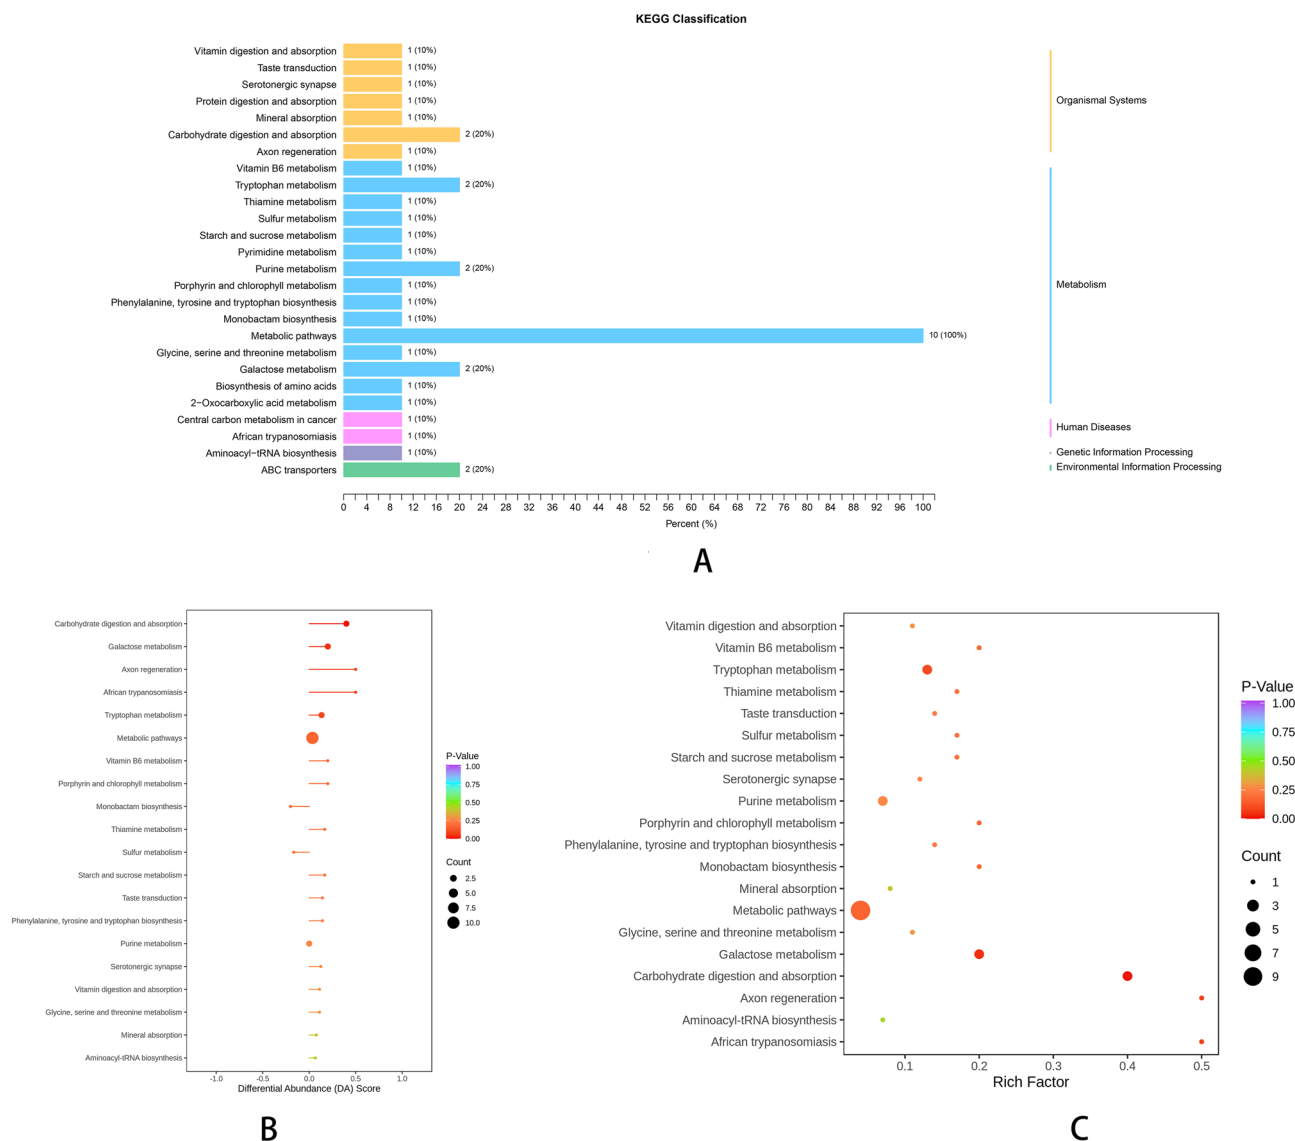 KEGG Classification
Vitamin digestion and absorption 1 (10%)
Taste transduction 1 (10%)
Serotonergic synapse 1 (10%)
Protein digestion and absorption 1 (10%)
Mineral absorption 1 (10%)
Carbohydrate digestion and absorption 2 (20%)
Axon regeneration 1 (10%)
Vitamin B6 metabolism 1 (10%)
Tryptophan metabolism 2 (20%)
Thiamine metabolism 1 (10%)
Sulfur metabolism 1 (10%)
Starch and sucrose metabolism 1 (10%)
Pyrimidine metabolism 1 (10%)
Purine metabolism 2 (20%)
Porphyrin and chlorophyll metabolism 1 (10%)
Phenylalanine, tyrosine and tryptophan biosynthesis 1 (10%)
Monobactam biosynthesis 1 (10%)
Metabolic pathways 10 (100%)
Glycine, serine and threonine metabolism 1 (10%)
Galactose metabolism 2 (20%)
Biosynthesis of amino acids 1 (10%)
2−Oxocarboxylic acid metabolism 1 (10%)
Central carbon metabolism in cancer 1 (10%)
African trypanosomiasis 1 (10%)
Aminoacyl−tRNA biosynthesis 1 (10%)
ABC transporters 2 (20%)
Organismal Systems
Metabolism
Human Diseases
Genetic Information Processing
Environmental Information Processing
0 4 8 12 16 20 24 28 32 36 40 44 48 52 56 60 64 68 72 76 80 84 88 92 96 100
Percent (%)
A
Carbohydrate digestion and absorption
Galactose metabolism
Axon regeneration
African trypanosomiasis
Tryptophan metabolism
Metabolic pathways
Vitamin B6 metabolism
Porphyrin and chlorophyll metabolism
Monobactam biosynthesis
Thiamine metabolism
Sulfur metabolism
Starch and sucrose metabolism
Taste transduction
Phenylalanine, tyrosine and tryptophan biosynthesis
Purine metabolism
Serotonergic synapse
Vitamin digestion and absorption
Glycine, serine and threonine metabolism
Mineral absorption
Aminoacyl-tRNA biosynthesis
-1.0 -0.5 0.0 0.5 1.0
Differential Abundance (DA) Score
P-Value
1.00
0.75
0.50
0.25
0.00
Count
2.5
5.0
7.5
10.0
B
Vitamin digestion and absorption
Vitamin B6 metabolism
Tryptophan metabolism
Thiamine metabolism
Taste transduction
Sulfur metabolism
Starch and sucrose metabolism
Serotonergic synapse
Purine metabolism
Porphyrin and chlorophyll metabolism
Phenylalanine, tyrosine and tryptophan biosynthesis
Monobactam biosynthesis
Mineral absorption
Metabolic pathways
Glycine, serine and threonine metabolism
Galactose metabolism
Carbohydrate digestion and absorption
Axon regeneration
Aminoacyl-tRNA biosynthesis
African trypanosomiasis
0.1 0.2 0.3 0.4 0.5
Rich Factor
P-Value
1.00
0.75
0.50
0.25
0.00
Count
1
3
5
7
9
C